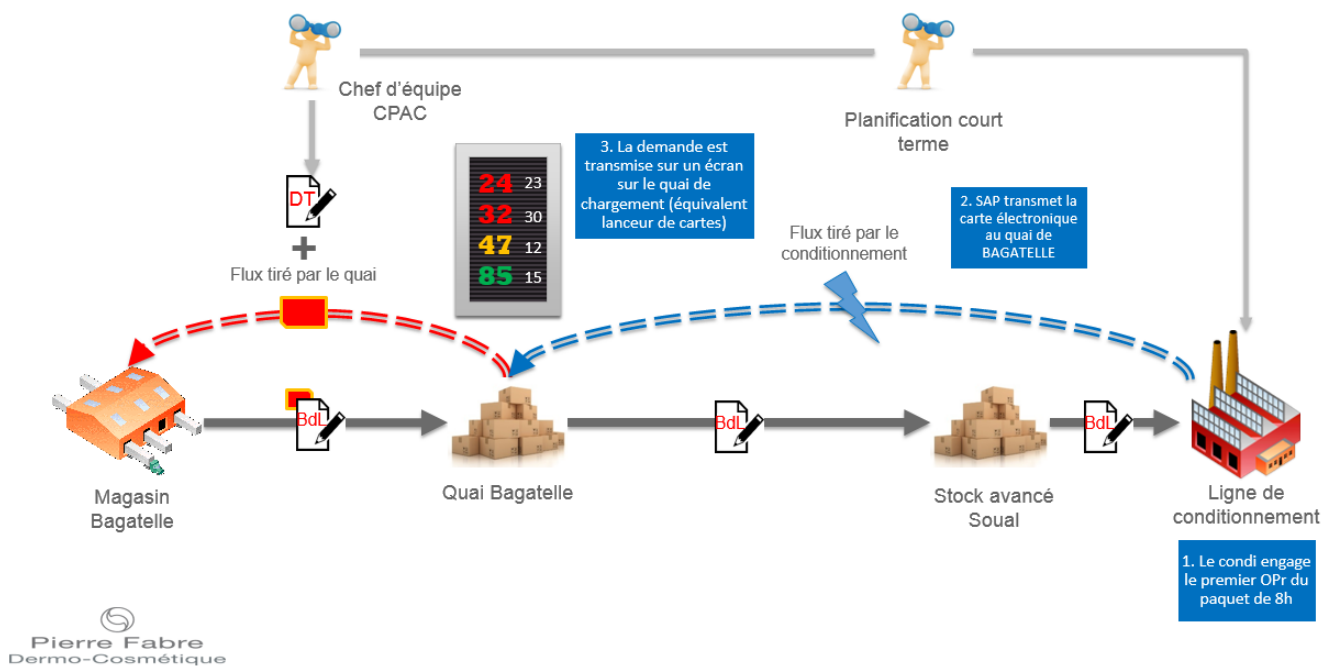 Chef d'équipe
CPAC
Planification court
terme
3. La demande est
transmise sur un écran
sur le quai de
chargement (équivalent
lanceur de cartes)
24 23
32 30
47 12
85 15
DT
+
Flux tiré par le quai
Flux tiré par le
conditionnement
2. SAP transmet la
carte électronique
au quai de
BAGATELLE
BdL
BdL
BdL
Magasin
Bagatelle
Quai Bagatelle
Stock avancé
Soual
Ligne de
conditionnement
1. Le condi engage
le premier OPr du
paquet de 8h
Pierre Fabre
Dermo-Cosmétique